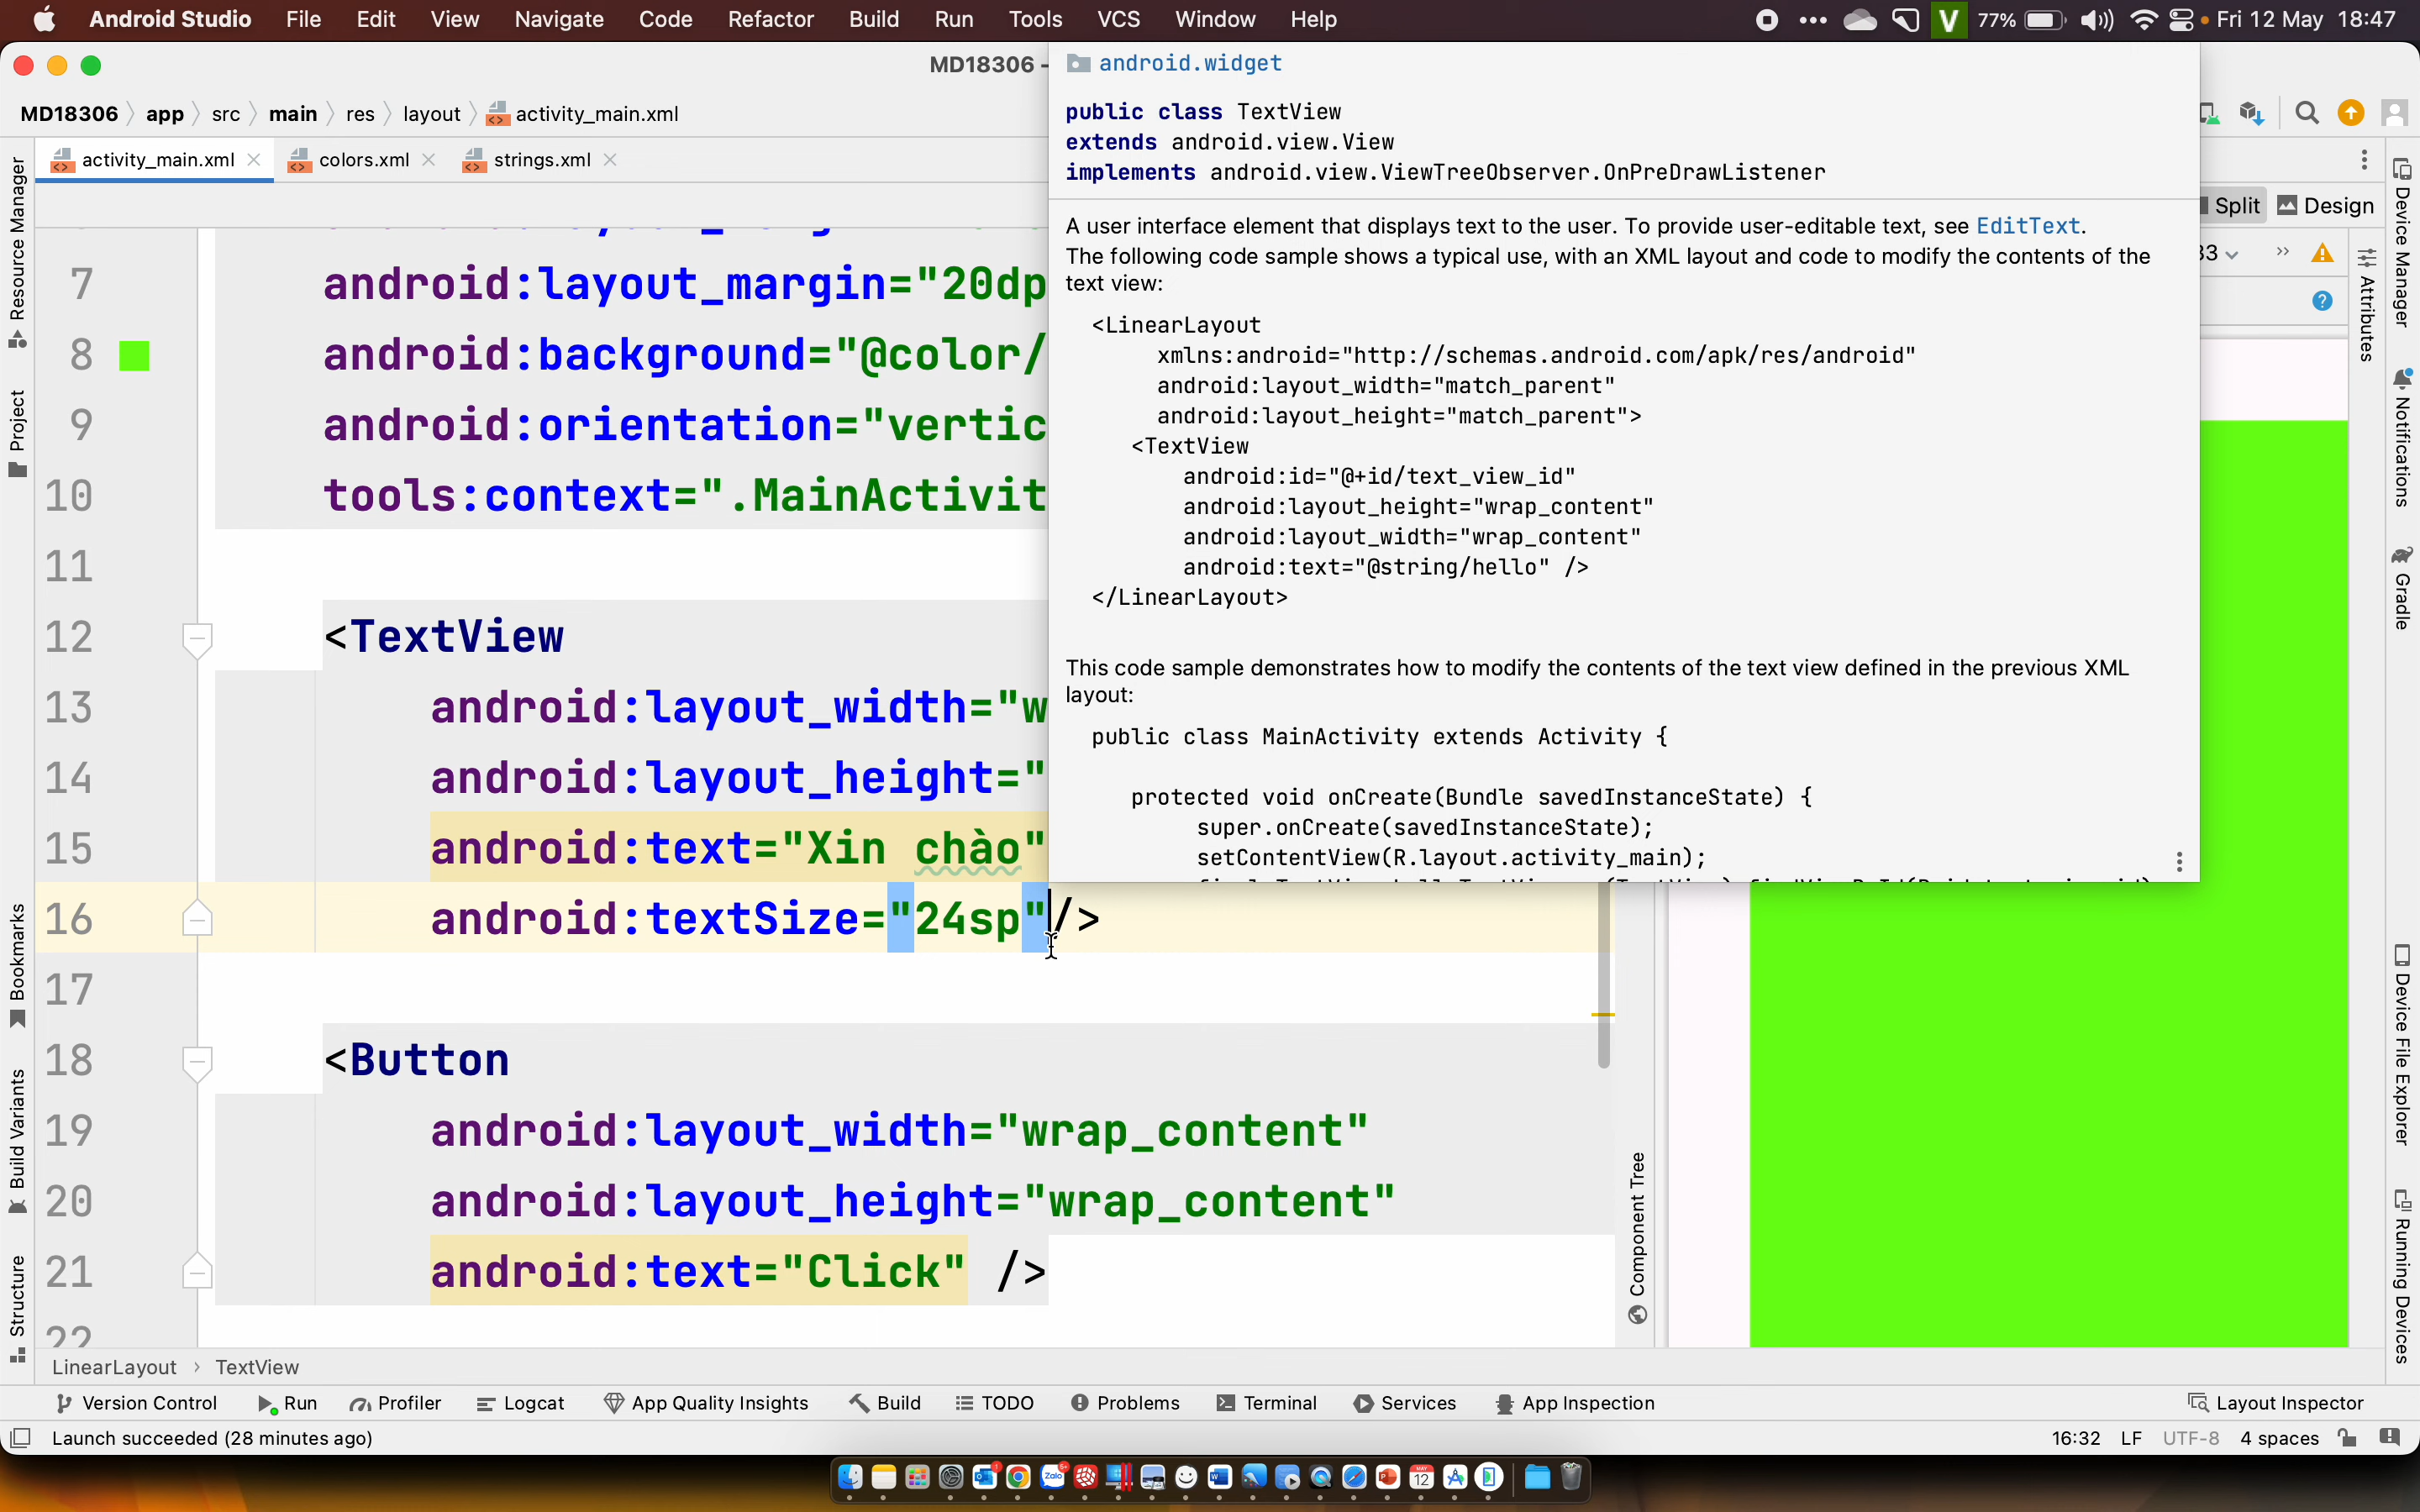 Android Studio File Edit View Navigate Code Refactor Build Run Tools VCS Window Help 77% Fri 12 May 18:47
MD18306 -
MD18306 app src main res layout activity_main.xml
activity_main.xml colors.xml strings.xml
Split Design
33
Resource Manager
Project
Bookmarks
Build Variants
Structure
7 android:layout_margin="20dp
8 android:background="@color/
9 android:orientation="vertic
10 tools:context=".MainActivit
11
12 <TextView
13 android:layout_width="w
14 android:layout_height="
15 android:text="Xin chào"
16 android:textSize="24sp"/>
17
18 <Button
19 android:layout_width="wrap_content"
20 android:layout_height="wrap_content"
21 android:text="Click" />
22
android.widget
public class TextView
extends android.view.View
implements android.view.ViewTreeObserver.OnPreDrawListener
A user interface element that displays text to the user. To provide user-editable text, see EditText.
The following code sample shows a typical use, with an XML layout and code to modify the contents of the
text view:
<LinearLayout
xmlns:android="http://schemas.android.com/apk/res/android"
android:layout_width="match_parent"
android:layout_height="match_parent">
<TextView
android:id="@+id/text_view_id"
android:layout_height="wrap_content"
android:layout_width="wrap_content"
android:text="@string/hello" />
</LinearLayout>
This code sample demonstrates how to modify the contents of the text view defined in the previous XML
layout:
public class MainActivity extends Activity {
protected void onCreate(Bundle savedInstanceState) {
super.onCreate(savedInstanceState);
setContentView(R.layout.activity_main);
Component Tree
Attributes
Device Manager
Notifications
Gradle
Device File Explorer
Running Devices
LinearLayout › TextView
Version Control Run Profiler Logcat App Quality Insights Build TODO Problems Terminal Services App Inspection Layout Inspector
Launch succeeded (28 minutes ago) 16:32 LF UTF-8 4 spaces